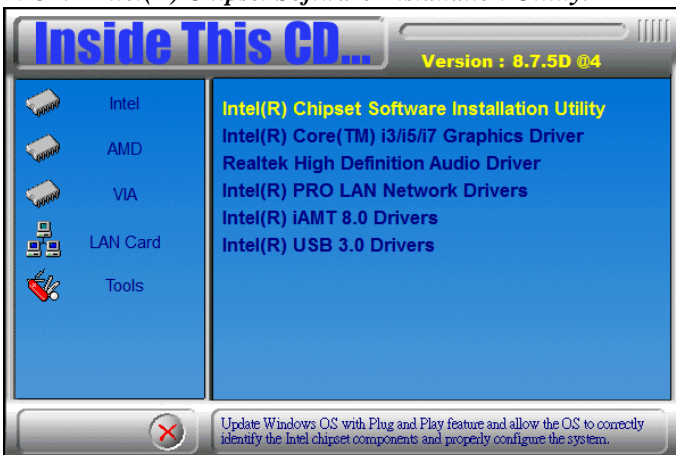 Inside This CD...
Version : 8.7.5D @4
Intel
AMD
VIA
LAN Card
Tools
Intel(R) Chipset Software Installation Utility
Intel(R) Core(TM) i3/i5/i7 Graphics Driver
Realtek High Definition Audio Driver
Intel(R) PRO LAN Network Drivers
Intel(R) iAMT 8.0 Drivers
Intel(R) USB 3.0 Drivers
Update Windows OS with Plug and Play feature and allow the OS to correctly
identify the Intel chipset components and properly configure the system.